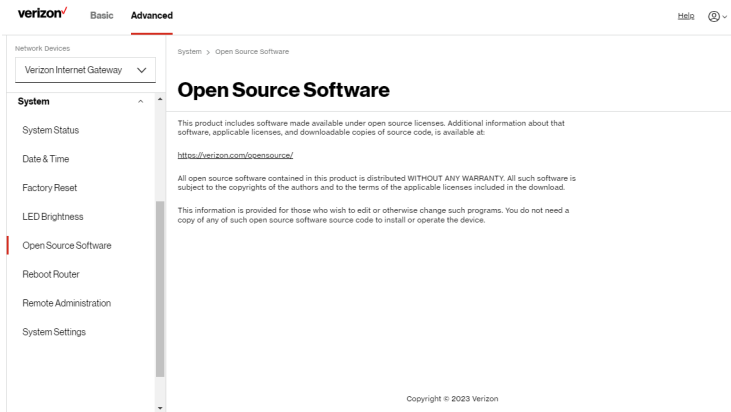 verizon
Basic
Advanced
Help
Network Devices
Verizon Internet Gateway
System
System Status
Date & Time
Factory Reset
LED Brightness
Open Source Software
Reboot Router
Remote Administration
System Settings
System > Open Source Software
Open Source Software
This product includes software made available under open source licenses. Additional information about that
software, applicable licenses, and downloadable copies of source code, is available at:
https://verizon.com/opensource/
All open source software contained in this product is distributed WITHOUT ANY WARRANTY. All such software is
subject to the copyrights of the authors and to the terms of the applicable licenses included in the download.
This information is provided for those who wish to edit or otherwise change such programs. You do not need a
copy of any of such open source software source code to install or operate the device.
Copyright © 2023 Verizon